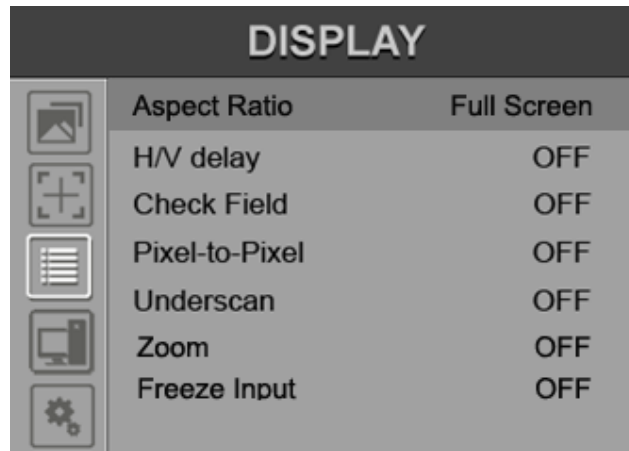 DISPLAY
Aspect Ratio Full Screen
H/V delay OFF
Check Field OFF
Pixel-to-Pixel OFF
Underscan OFF
Zoom OFF
Freeze Input OFF